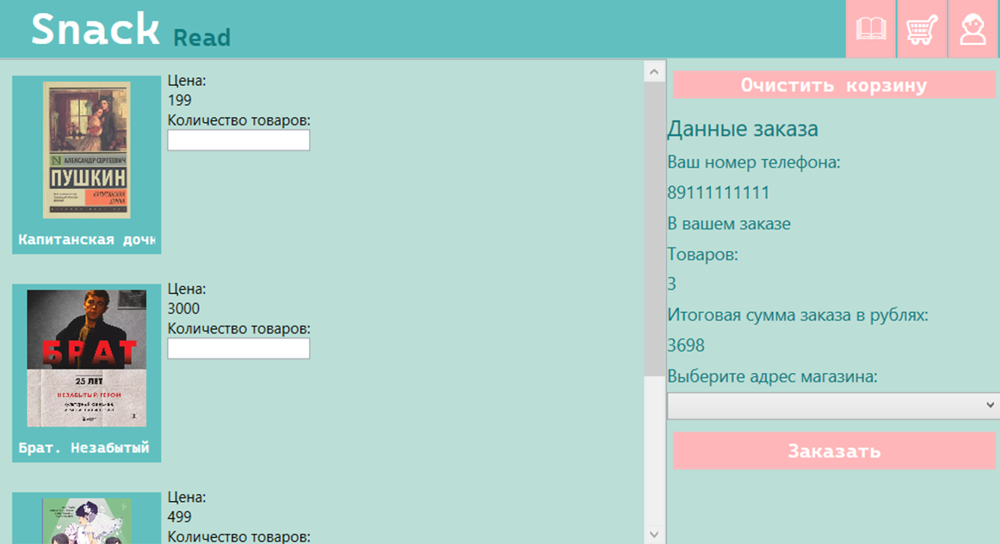 Snack Read
Цена:
199
Количество товаров:
АЛЕКСАНДР СЕРГЕЕВИЧ
ПУШКИН
КАПИТАНСКАЯ
ДОЧКА
Капитанская дочк
Цена:
3000
Количество товаров:
БРАТ
25 ЛЕТ
НЕЗАБЫТЫЙ ГЕРОЙ
Брат. Незабытый
Цена:
499
Количество товаров:
Очистить корзину
Данные заказа
Ваш номер телефона:
89111111111
В вашем заказе
Товаров:
3
Итоговая сумма заказа в рублях:
3698
Выберите адрес магазина:
Заказать